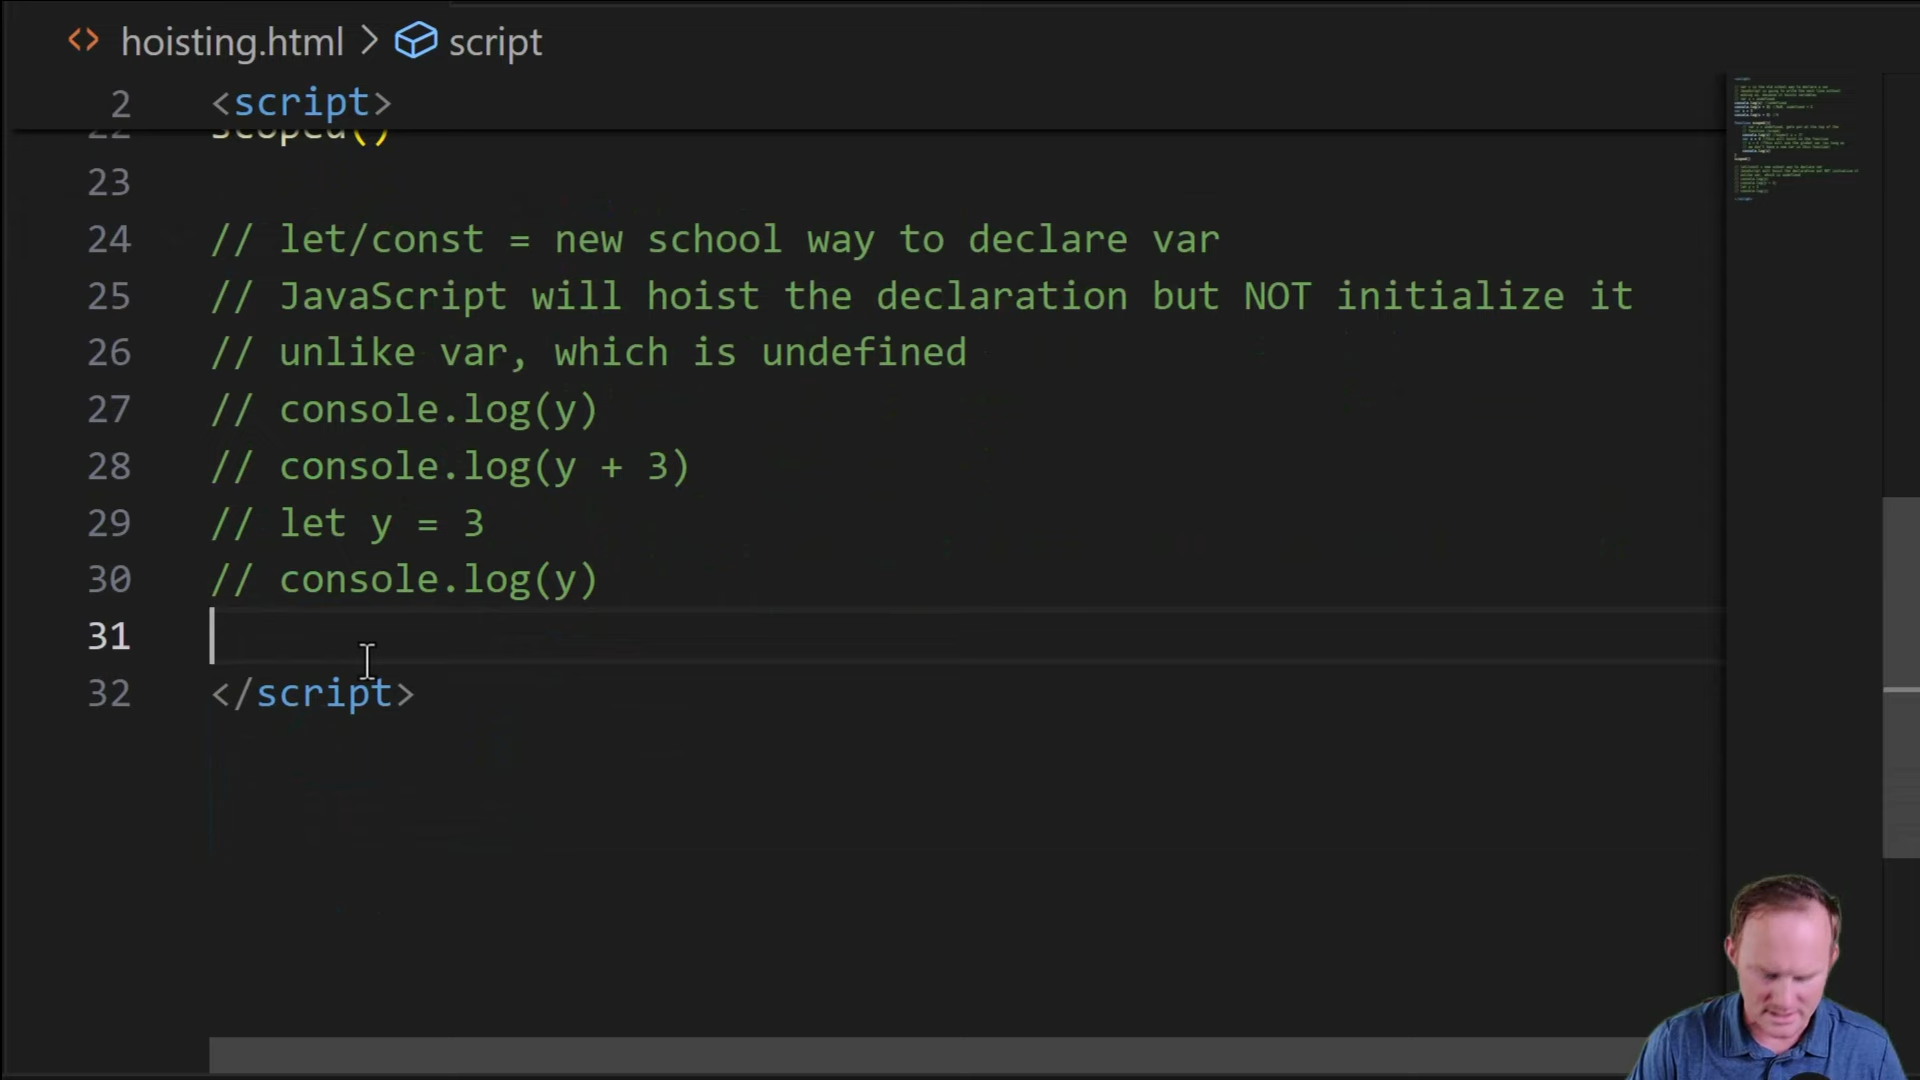 hoisting.html > script
2 <script>
22 scoped()
23
24 // let/const = new school way to declare var
25 // JavaScript will hoist the declaration but NOT initialize it
26 // unlike var, which is undefined
27 // console.log(y)
28 // console.log(y + 3)
29 // let y = 3
30 // console.log(y)
31
32 </script>